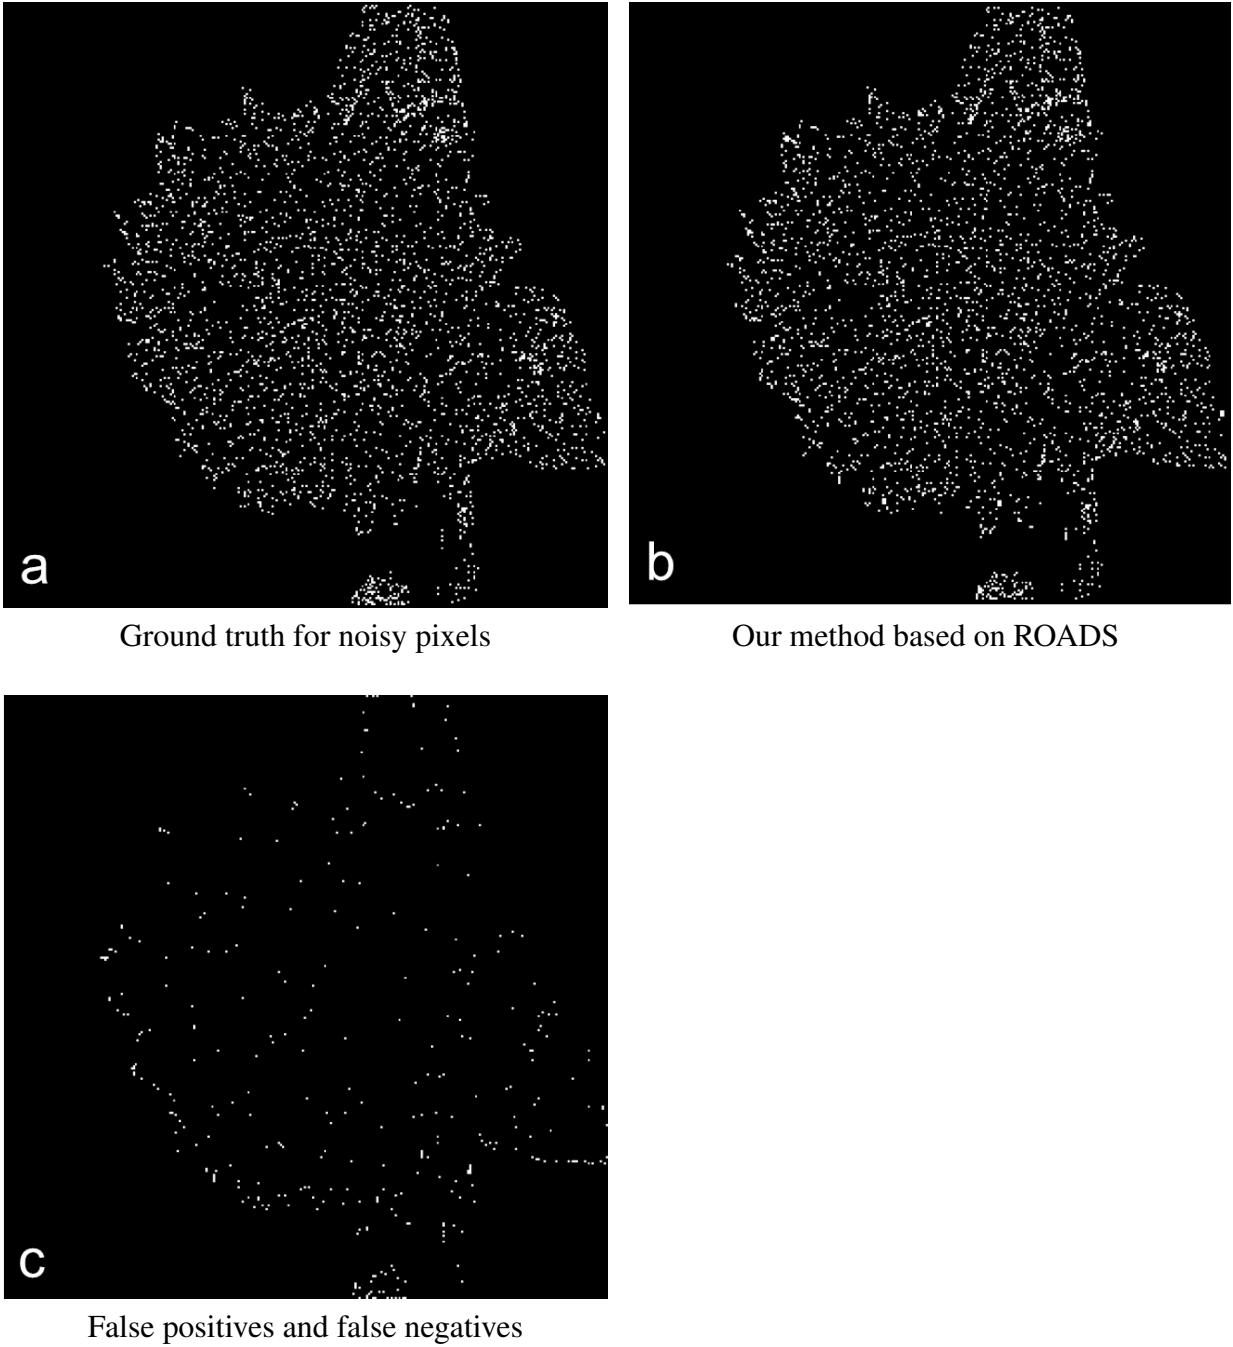 a
b
Ground truth for noisy pixels
Our method based on ROADS
c
False positives and false negatives